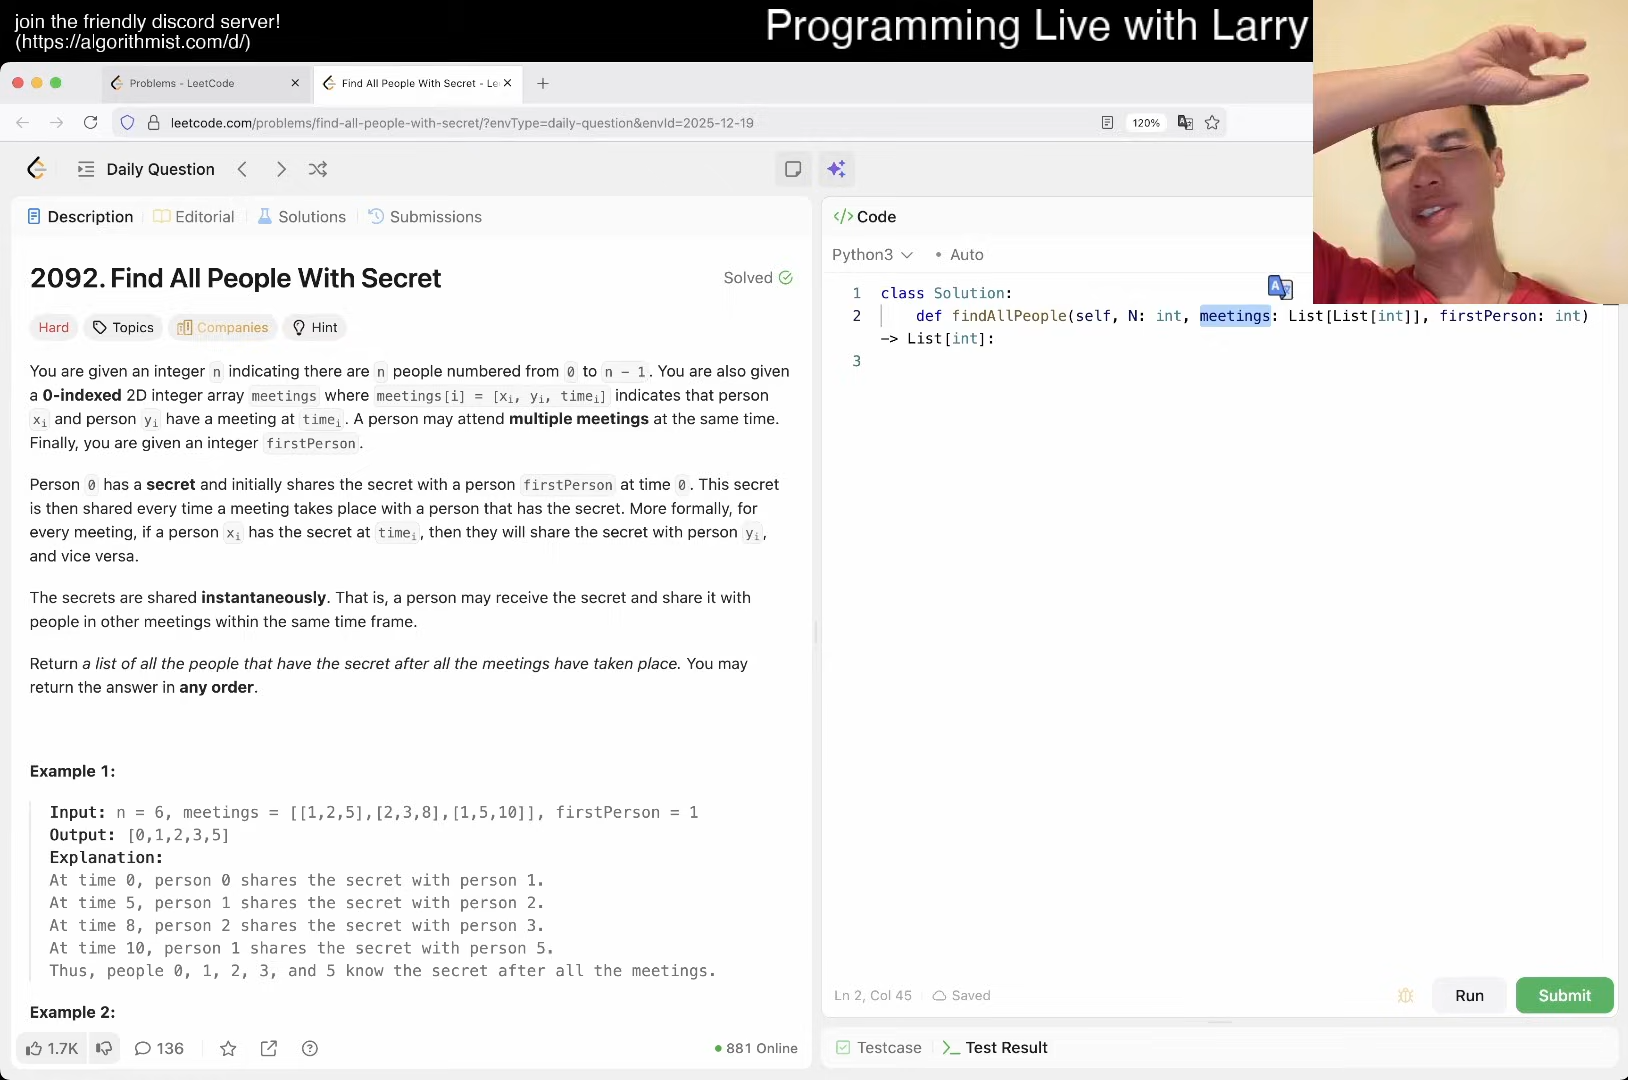 join the friendly discord server!
(https://algorithmist.com/d/)
Programming Live with Larry
Problems - LeetCode
Find All People With Secret - Le
leetcode.com/problems/find-all-people-with-secret/?envType=daily-question&envId=2025-12-19
120%
Daily Question
Description
Editorial
Solutions
Submissions
2092. Find All People With Secret
Solved
Hard
Topics
Companies
Hint
You are given an integer n indicating there are n people numbered from 0 to n - 1. You are also given
a 0-indexed 2D integer array meetings where meetings[i] = [xi, yi, timei] indicates that person
xi and person yi have a meeting at timei. A person may attend multiple meetings at the same time.
Finally, you are given an integer firstPerson.
Person 0 has a secret and initially shares the secret with a person firstPerson at time 0. This secret
is then shared every time a meeting takes place with a person that has the secret. More formally, for
every meeting, if a person xi has the secret at timei, then they will share the secret with person yi,
and vice versa.
The secrets are shared instantaneously. That is, a person may receive the secret and share it with
people in other meetings within the same time frame.
Return a list of all the people that have the secret after all the meetings have taken place. You may
return the answer in any order.
Example 1:
Input: n = 6, meetings = [[1,2,5],[2,3,8],[1,5,10]], firstPerson = 1
Output: [0,1,2,3,5]
Explanation:
At time 0, person 0 shares the secret with person 1.
At time 5, person 1 shares the secret with person 2.
At time 8, person 2 shares the secret with person 3.
At time 10, person 1 shares the secret with person 5.
Thus, people 0, 1, 2, 3, and 5 know the secret after all the meetings.
Example 2:
1.7K
136
881 Online
</> Code
Python3
• Auto
1 class Solution:
2 def findAllPeople(self, N: int, meetings: List[List[int]], firstPerson: int)
-> List[int]:
3
Ln 2, Col 45
Saved
Run
Submit
Testcase
Test Result